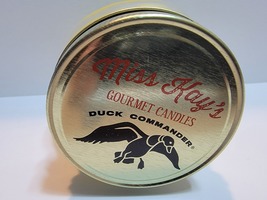 Miss Kay's
GOURMET CANDLES
DUCK COMMANDER